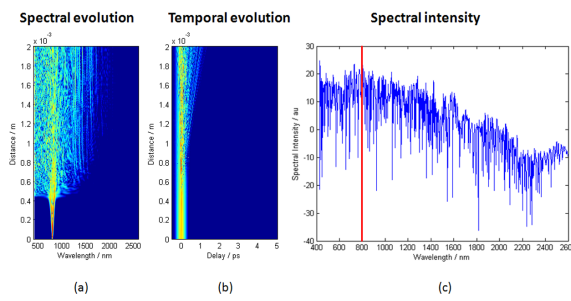 Spectral evolution
Temporal evolution
Spectral intensity
x 10⁻³
2
1.8
1.6
1.4
1.2
1
0.8
0.6
0.4
0.2
0
Distance / m
400 1000 1600 2200 2600
Wavelength / nm
(a)
x 10⁻³
2
1.8
1.6
1.4
1.2
1
0.8
0.6
0.4
0.2
0
Distance / m
0 1 2 3 4 5
Delay / ps
(b)
30
20
10
0
10
20
30
40
Spectral Intensity / au
600 800 1000 1200 1400 1600 1800 2000 2200 2400 260
Wavelength / nm
(c)